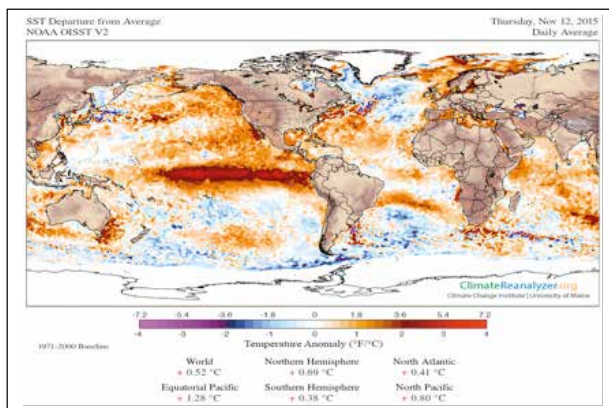 SST Departure from Average
NOAA OISST V2
Thursday, Nov 12, 2015
Daily Average
ClimateReanalyzer.org
Climate Change Institute | University of Maine
-7.2 -5.4 -3.6 -1.8 0 1.8 3.6 5.4 7.2
-4 -3 -2 -1 0 1 2 3 4
1971-2000 Baseline
Temperature Anomaly (°F/°C)
World
+ 0.52 °C
Northern Hemisphere
+ 0.69 °C
North Atlantic
+ 0.41 °C
Equatorial Pacific
+ 1.28 °C
Southern Hemisphere
+ 0.38 °C
North Pacific
+ 0.80 °C